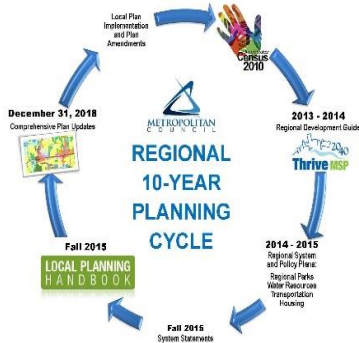 Local Plan
Implementation
and Plan
Amendments
Census
2010
2013 - 2014
Regional Development Guide
2040
Thrive MSP
2014 - 2015
Regional System
and Policy Plans:
Regional Parks
Water Resources
Transportation
Housing
Fall 2015
System Statements
Fall 2015
LOCAL PLANNING
HANDBOOK
December 31, 2018
Comprehensive Plan Updates
METROPOLITAN
COUNCIL
REGIONAL
10-YEAR
PLANNING
CYCLE